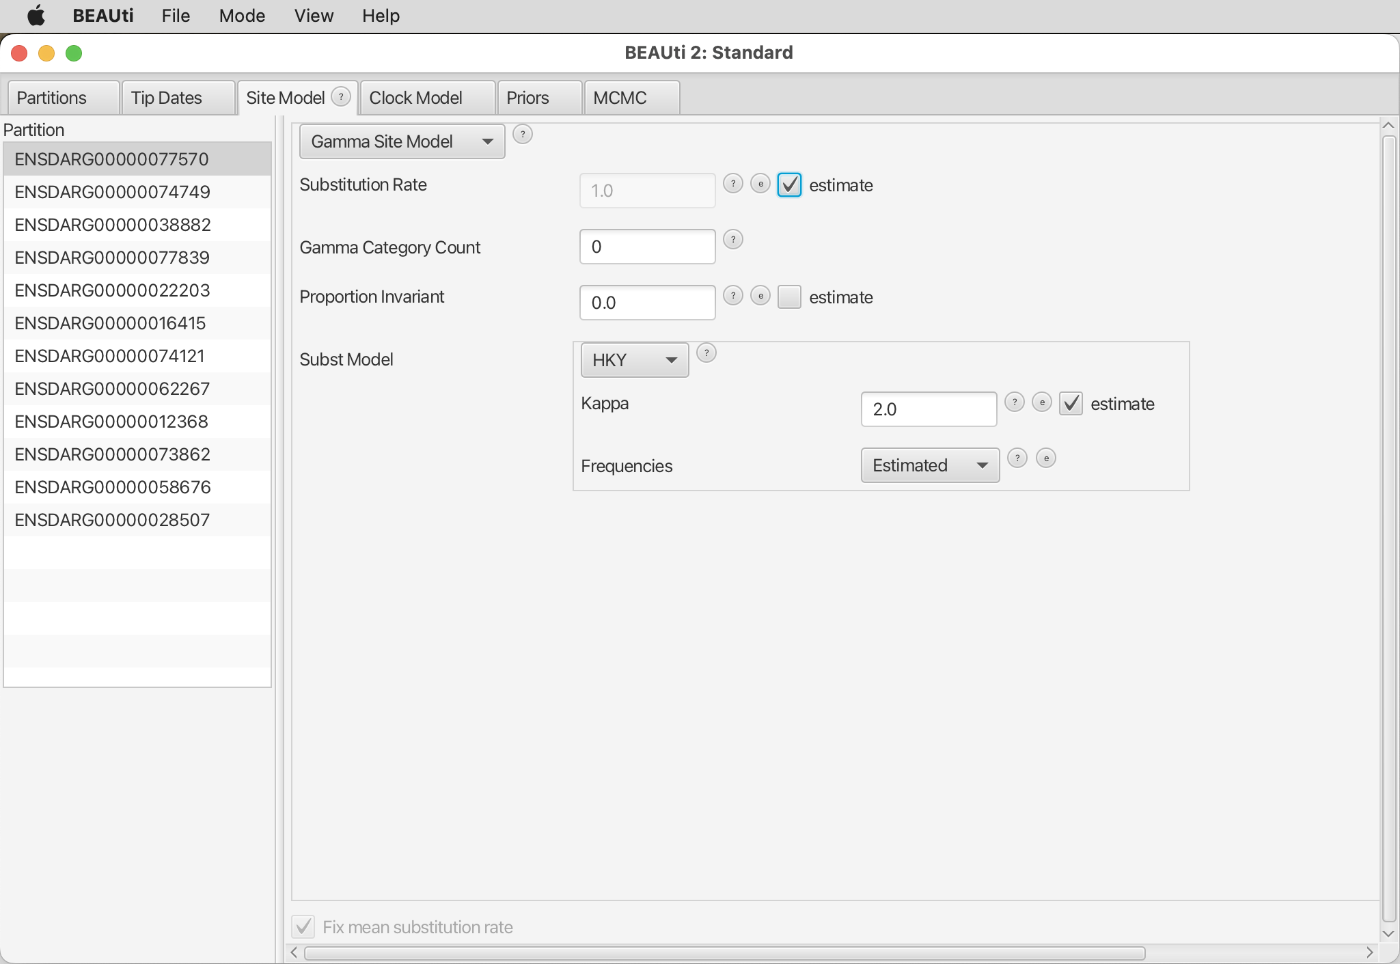 BEAUti File Mode View Help
BEAUti 2: Standard
Partitions Tip Dates Site Model ? Clock Model Priors MCMC
Partition
ENSDARG00000077570
ENSDARG00000074749
ENSDARG00000038882
ENSDARG00000077839
ENSDARG00000022203
ENSDARG00000016415
ENSDARG00000074121
ENSDARG00000062267
ENSDARG00000012368
ENSDARG00000073862
ENSDARG00000058676
ENSDARG00000028507
Gamma Site Model ?
Substitution Rate 1.0 ? e estimate
Gamma Category Count 0 ?
Proportion Invariant 0.0 ? e estimate
Subst Model HKY ?
Kappa 2.0 ? e estimate
Frequencies Estimated ? e
Fix mean substitution rate